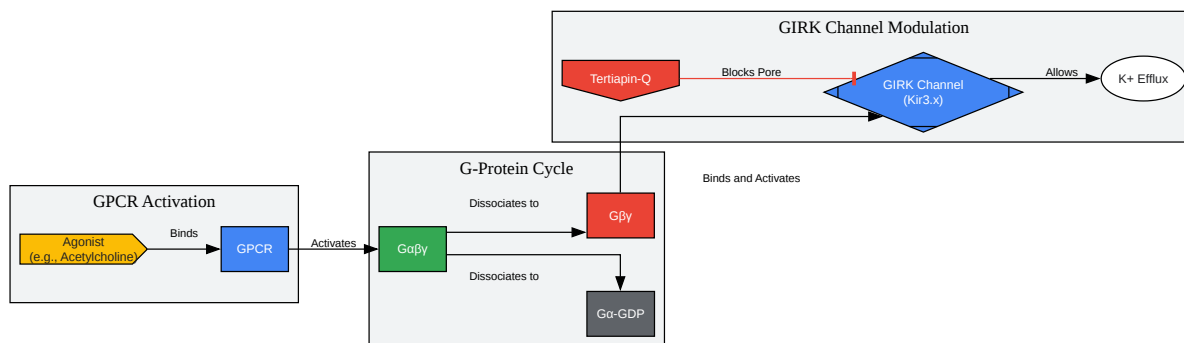 GIRK Channel Modulation
Tertiapin-Q
Blocks Pore
GIRK Channel
(Kir3.x)
Allows
K+ Efflux
G-Protein Cycle
Binds and Activates
GPCR Activation
Dissociates to
Gβγ
Agonist
(e.g., Acetylcholine)
Binds
GPCR
Activates
Gαβγ
Dissociates to
Gα-GDP